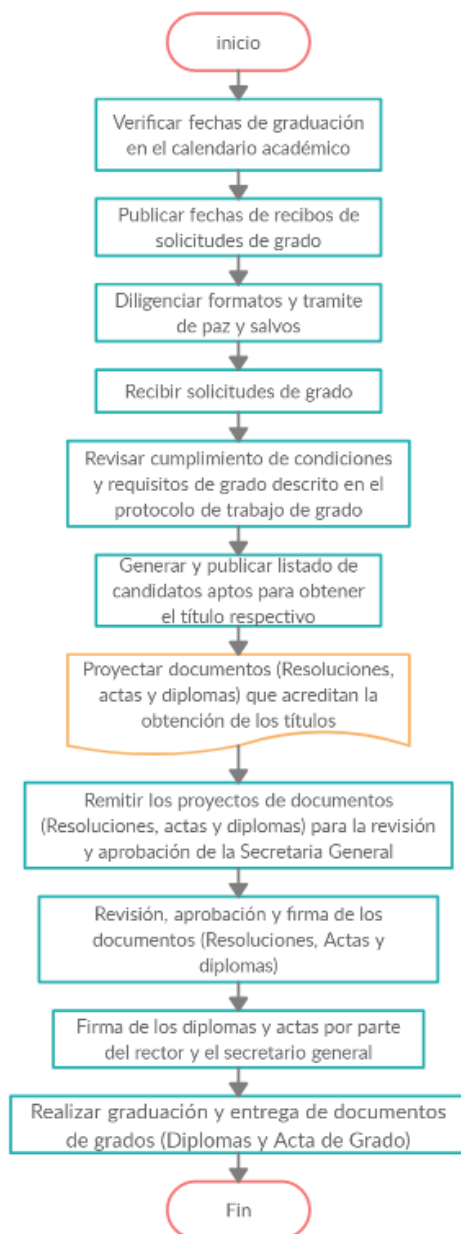 inicio
Verificar fechas de graduación
en el calendario académico
Publicar fechas de recibos de
solicitudes de grado
Diligenciar formatos y tramite
de paz y salvos
Recibir solicitudes de grado
Revisar cumplimiento de condiciones
y requisitos de grado descrito en el
protocolo de trabajo de grado
Generar y publicar listado de
candidatos aptos para obtener
el título respectivo
Proyectar documentos (Resoluciones,
actas y diplomas) que acreditan la
obtención de los títulos
Remitir los proyectos de documentos
(Resoluciones, actas y diplomas) para la revisión
y aprobación de la Secretaria General
Revisión, aprobación y firma de los
documentos (Resoluciones, Actas y
diplomas)
Firma de los diplomas y actas por parte
del rector y el secretario general
Realizar graduación y entrega de documentos
de grados (Diplomas y Acta de Grado)
Fin